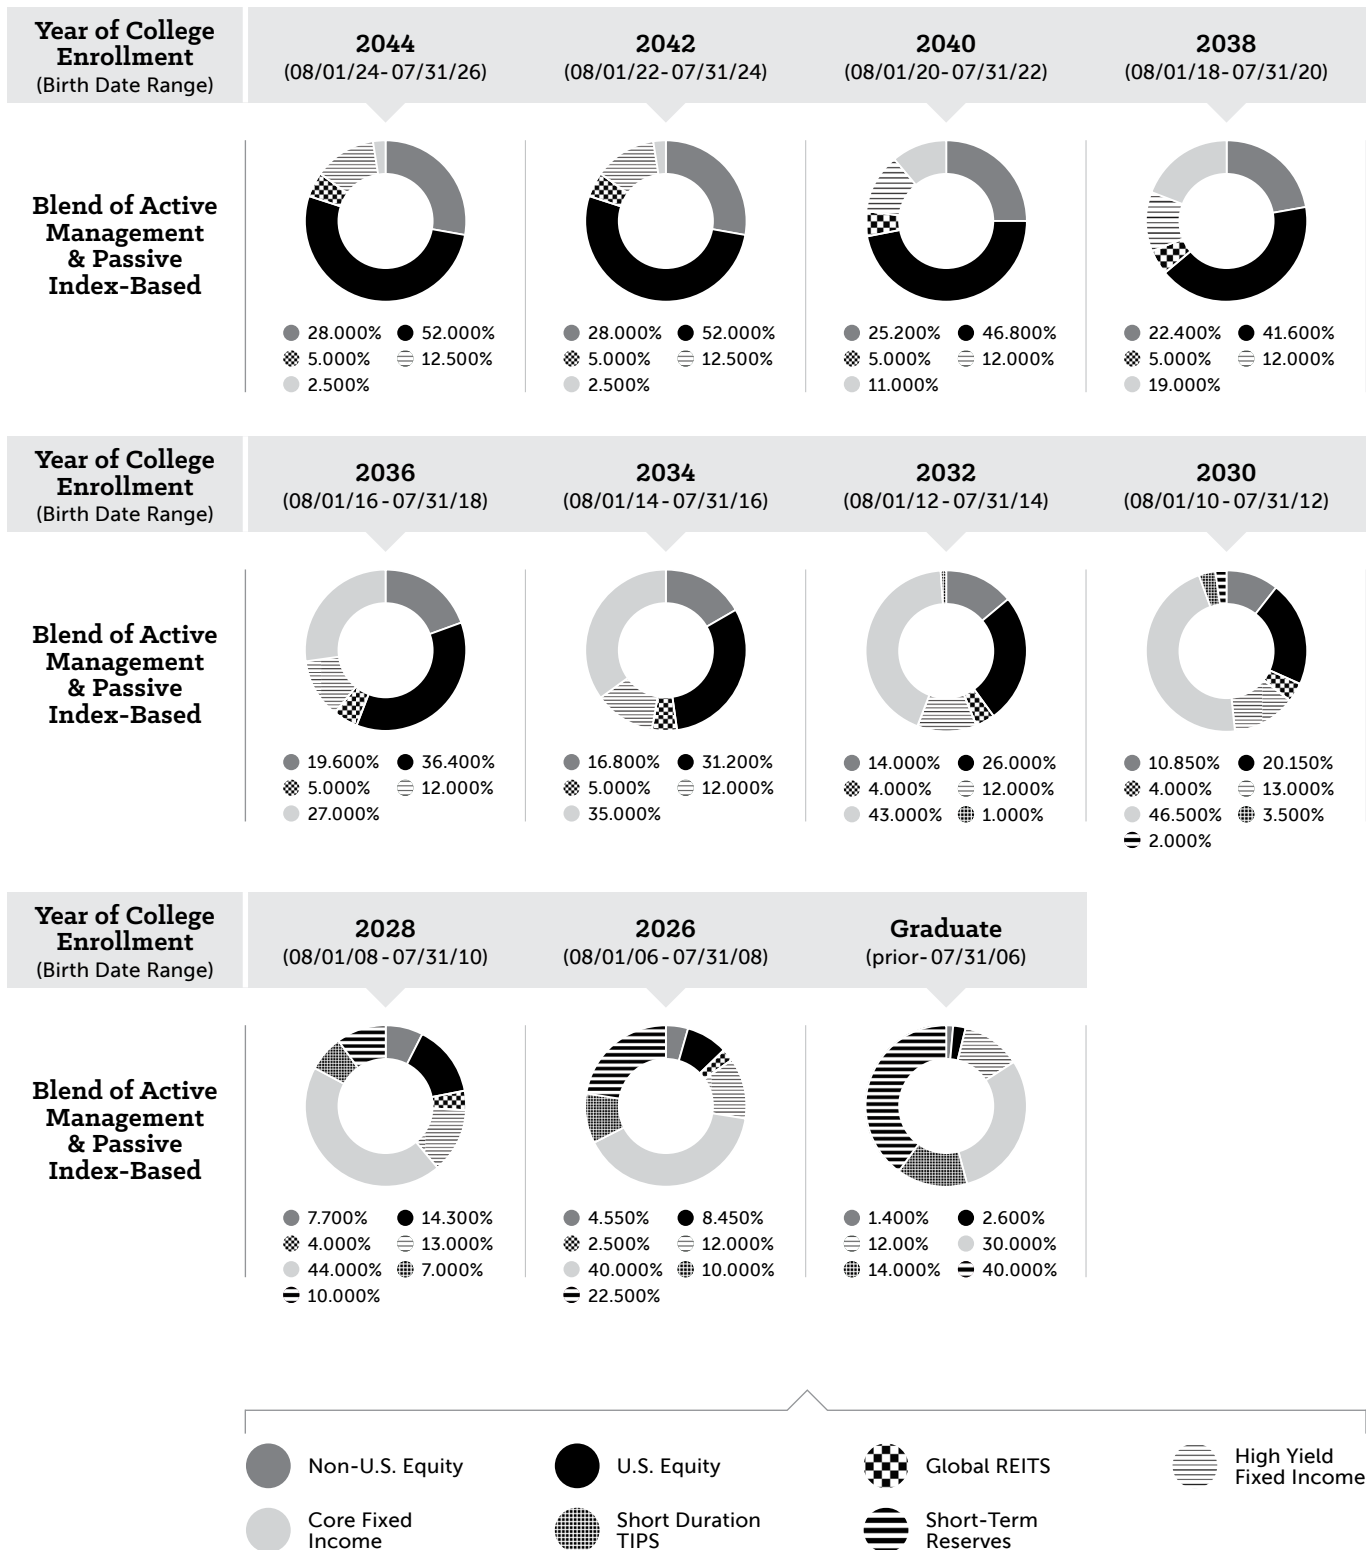 Year of College
Enrollment
(Birth Date Range)
2044
(08/01/24-07/31/26)
2042
(08/01/22-07/31/24)
2040
(08/01/20-07/31/22)
2038
(08/01/18-07/31/20)
Blend of Active
Management
& Passive
Index-Based
28.000% 52.000%
5.000% 12.500%
2.500%
28.000% 52.000%
5.000% 12.500%
2.500%
25.200% 46.800%
5.000% 12.000%
11.000%
22.400% 41.600%
5.000% 12.000%
19.000%
Year of College
Enrollment
(Birth Date Range)
2036
(08/01/16-07/31/18)
2034
(08/01/14-07/31/16)
2032
(08/01/12-07/31/14)
2030
(08/01/10-07/31/12)
Blend of Active
Management
& Passive
Index-Based
19.600% 36.400%
5.000% 12.000%
27.000%
16.800% 31.200%
5.000% 12.000%
35.000%
14.000% 26.000%
4.000% 12.000%
43.000% 1.000%
10.850% 20.150%
4.000% 13.000%
46.500% 3.500%
2.000%
Year of College
Enrollment
(Birth Date Range)
2028
(08/01/08-07/31/10)
2026
(08/01/06-07/31/08)
Graduate
(prior-07/31/06)
Blend of Active
Management
& Passive
Index-Based
7.700% 14.300%
4.000% 13.000%
44.000% 7.000%
10.000%
4.550% 8.450%
2.500% 12.000%
40.000% 10.000%
22.500%
1.400% 2.600%
12.00% 30.000%
14.000% 40.000%
Non-U.S. Equity
U.S. Equity
Global REITS
High Yield
Fixed Income
Core Fixed
Income
Short Duration
TIPS
Short-Term
Reserves